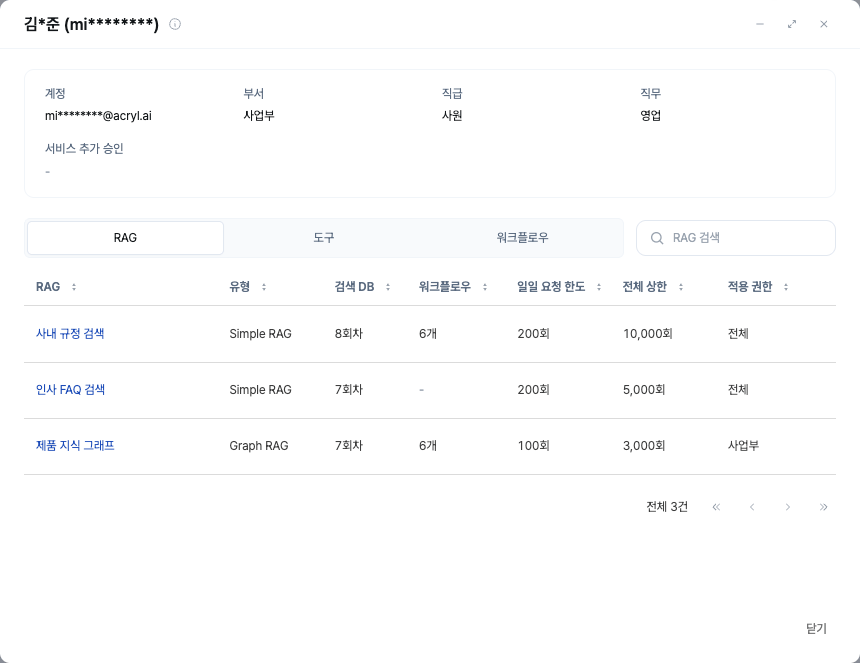 김*준 (mi********)
계정 부서 직급 직무
mi********@acryl.ai 사업부 사원 영업
서비스 추가 승인
-
RAG 도구 워크플로우 RAG 검색
RAG 유형 검색 DB 워크플로우 일일 요청 한도 전체 상한 적용 권한
사내 규정 검색 Simple RAG 8회차 6개 200회 10,000회 전체
인사 FAQ 검색 Simple RAG 7회차 - 200회 5,000회 전체
제품 지식 그래프 Graph RAG 7회차 6개 100회 3,000회 사업부
전체 3건
닫기